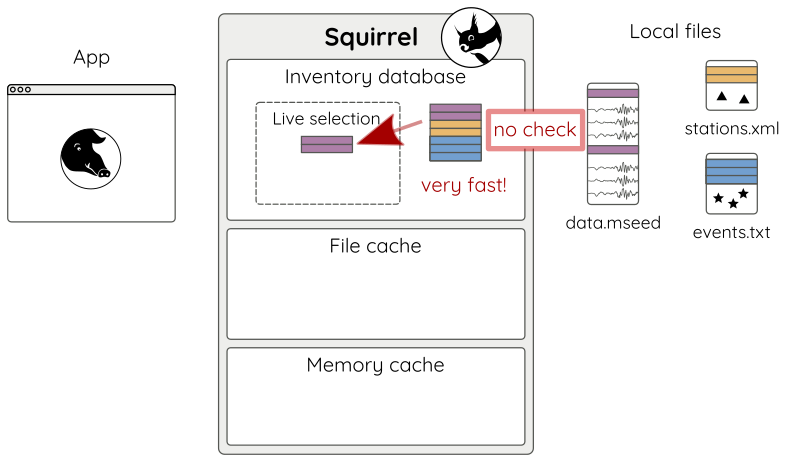 App
Squirrel
Inventory database
Live selection
very fast!
no check
File cache
Memory cache
Local files
data.mseed
stations.xml
events.txt